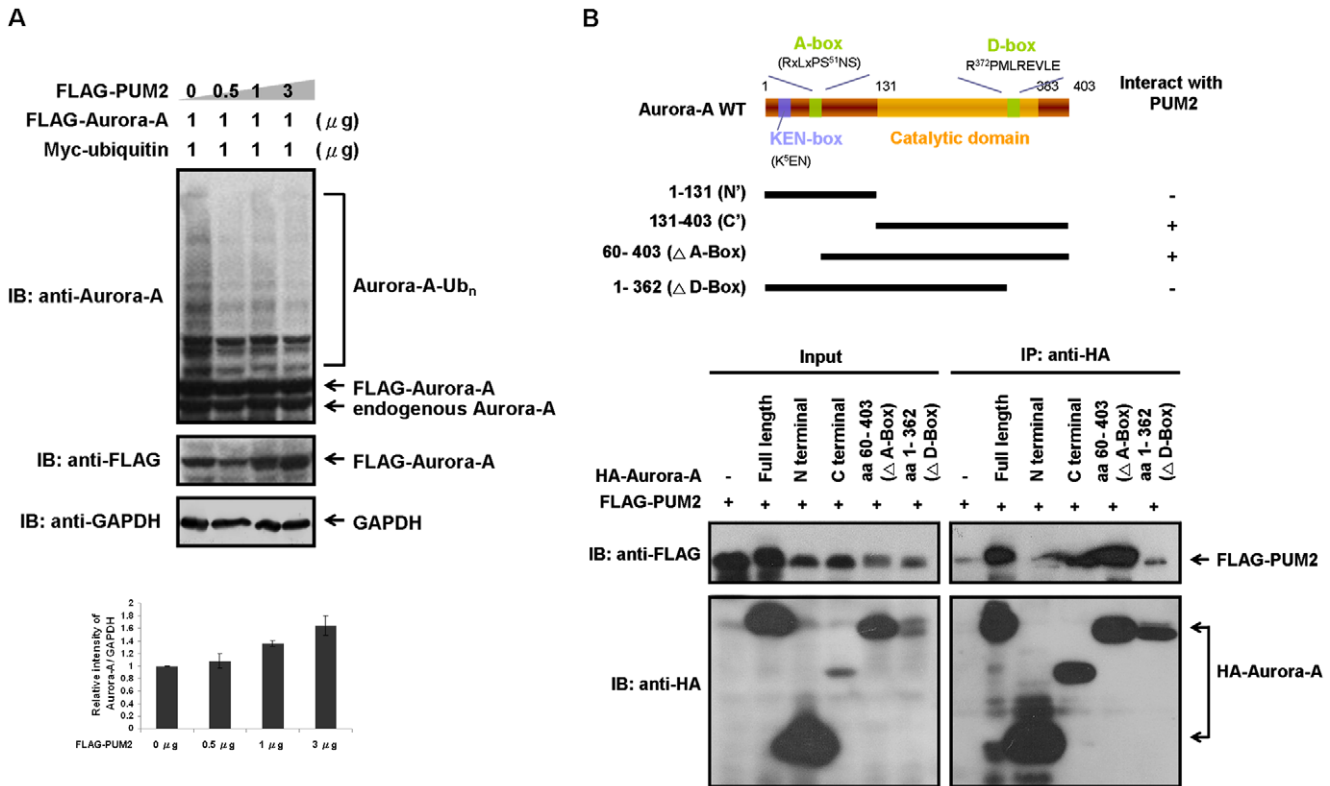 A
FLAG-PUM2 0 0.5 1 3
FLAG-Aurora-A 1 1 1 1 (μg)
Myc-ubiquitin 1 1 1 1 (μg)
IB: anti-Aurora-A
Aurora-A-Ubn
FLAG-Aurora-A
endogenous Aurora-A
IB: anti-FLAG
FLAG-Aurora-A
IB: anti-GAPDH
GAPDH
Relative intensity of
Aurora-A/GAPDH
2
1.8
1.6
1.4
1.2
1
0.8
0.6
0.4
0.2
0
FLAG-PUM2 0 μg 0.5 μg 1 μg 3 μg
B
A-box
(RxLxPS51NS)
D-box
R372PMLREVLE
1 131 383 403
Interact with
PUM2
Aurora-A WT
KEN-box
(K5EN)
Catalytic domain
1-131 (N') -
131-403 (C') +
60- 403 (△ A-Box) +
1- 362 (△ D-Box) -
Input
IP: anti-HA
HA-Aurora-A - Full length N terminal C terminal aa 60- 403 (△ A-Box) aa 1- 362 (△ D-Box) - Full length N terminal C terminal aa 60- 403 (△ A-Box) aa 1- 362 (△ D-Box)
FLAG-PUM2 + + + + + + + + + + + +
IB: anti-FLAG
FLAG-PUM2
IB: anti-HA
HA-Aurora-A